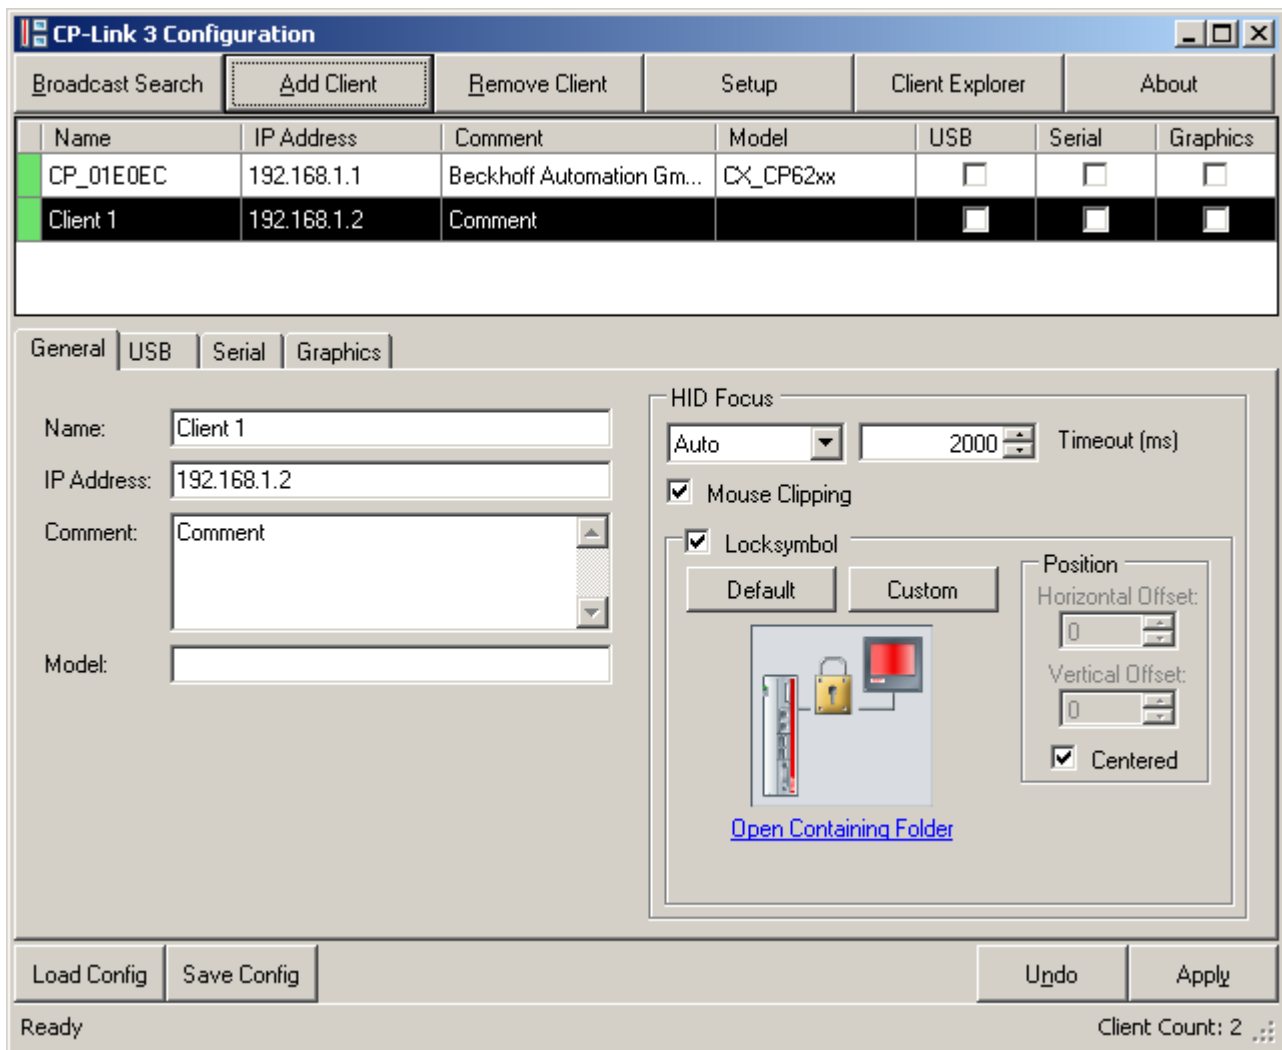 CP-Link 3 Configuration
Broadcast Search Add Client Remove Client Setup Client Explorer About
Name IP Address Comment Model USB Serial Graphics
CP_01E0EC 192.168.1.1 Beckhoff Automation Gm... CX_CP62xx
Client 1 192.168.1.2 Comment
General USB Serial Graphics
HID Focus
Name: Client 1
Auto 2000 Timeout (ms)
IP Address: 192.168.1.2
Mouse Clipping
Comment: Comment
Locksymbol
Position
Default Custom
Horizontal Offset:
0
Model:
Vertical Offset:
0
Centered
Open Containing Folder
Load Config Save Config Undo Apply
Ready Client Count: 2